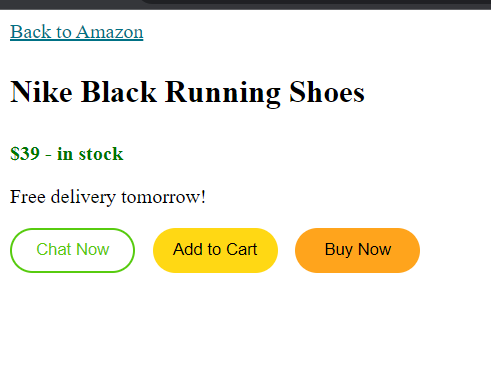 Back to Amazon
Nike Black Running Shoes
$39 - in stock
Free delivery tomorrow!
Chat Now Add to Cart Buy Now